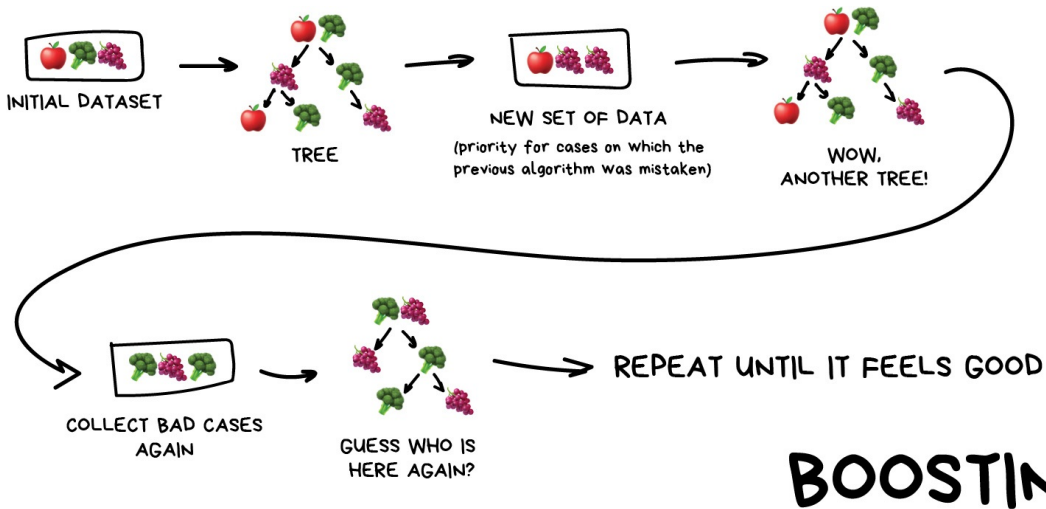 INITIAL DATASET
TREE
NEW SET OF DATA
(priority for cases on which the
previous algorithm was mistaken)
WOW,
ANOTHER TREE!
COLLECT BAD CASES
AGAIN
GUESS WHO IS
HERE AGAIN?
REPEAT UNTIL IT FEELS GOOD
BOOSTIN